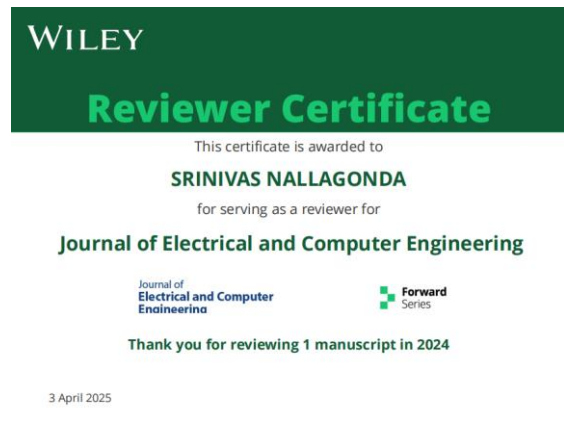 WILEY
Reviewer Certificate
This certificate is awarded to
SRINIVAS NALLAGONDA
for serving as a reviewer for
Journal of Electrical and Computer Engineering
Journal of
Electrical and Computer
Engineering
Forward
Series
Thank you for reviewing 1 manuscript in 2024
3 April 2025